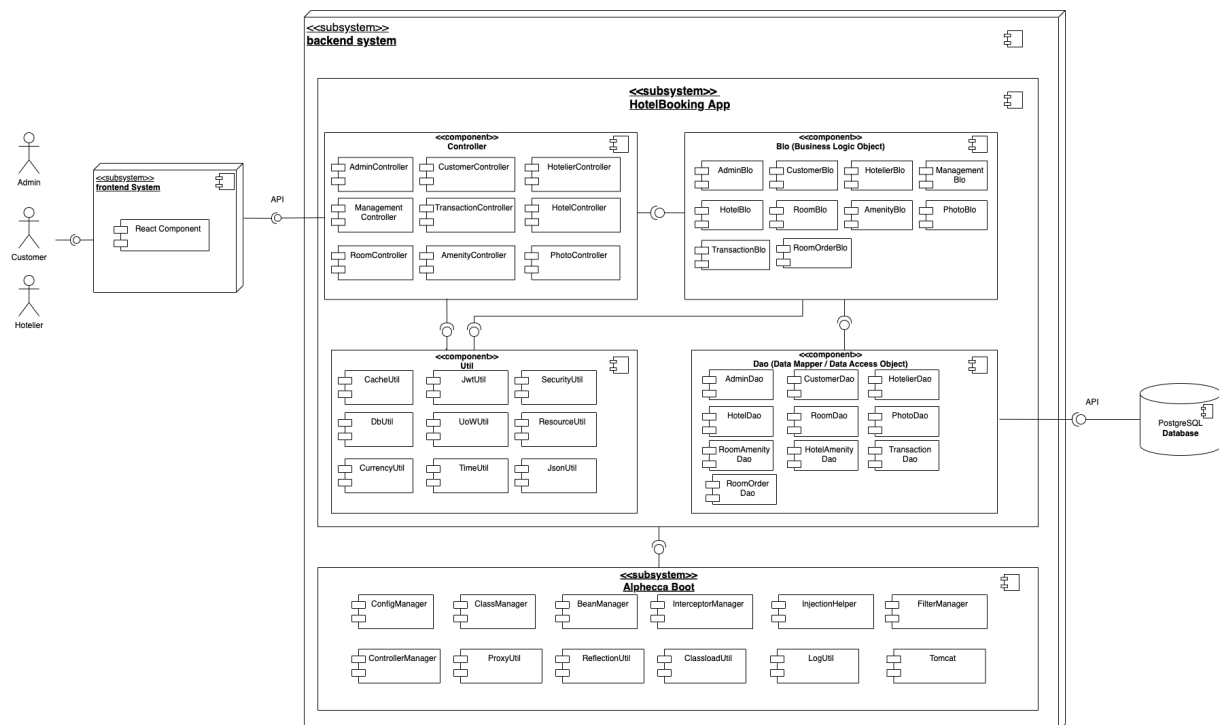 <<subsystem>>
backend system
<<subsystem>>
HotelBooking App
<<component>>
Controller
AdminController
CustomerController
HotelierController
Management
Controller
TransactionController
HotelController
RoomController
AmenityController
PhotoController
<<component>>
Blo (Business Logic Object)
AdminBlo
CustomerBlo
HotelierBlo
Management
Blo
HotelBlo
RoomBlo
AmenityBlo
PhotoBlo
TransactionBlo
RoomOrderBlo
Admin
Customer
Hotelier
<<subsystem>>
frontend System
React Component
API
<<component>>
Util
CacheUtil
JwtUtil
SecurityUtil
DbUtil
UoWUtil
ResourceUtil
CurrencyUtil
TimeUtil
JsonUtil
<<component>>
Dao (Data Mapper / Data Access Object)
AdminDao
CustomerDao
HotelierDao
HotelDao
RoomDao
PhotoDao
RoomAmenity
Dao
HotelAmenity
Dao
Transaction
Dao
RoomOrder
Dao
API
PostgreSQL
Database
<<subsystem>>
Alphecca Boot
ConfigManager
ClassManager
BeanManager
InterceptorManager
InjectionHelper
FilterManager
ControllerManager
ProxyUtil
ReflectionUtil
ClassloadUtil
LogUtil
Tomcat